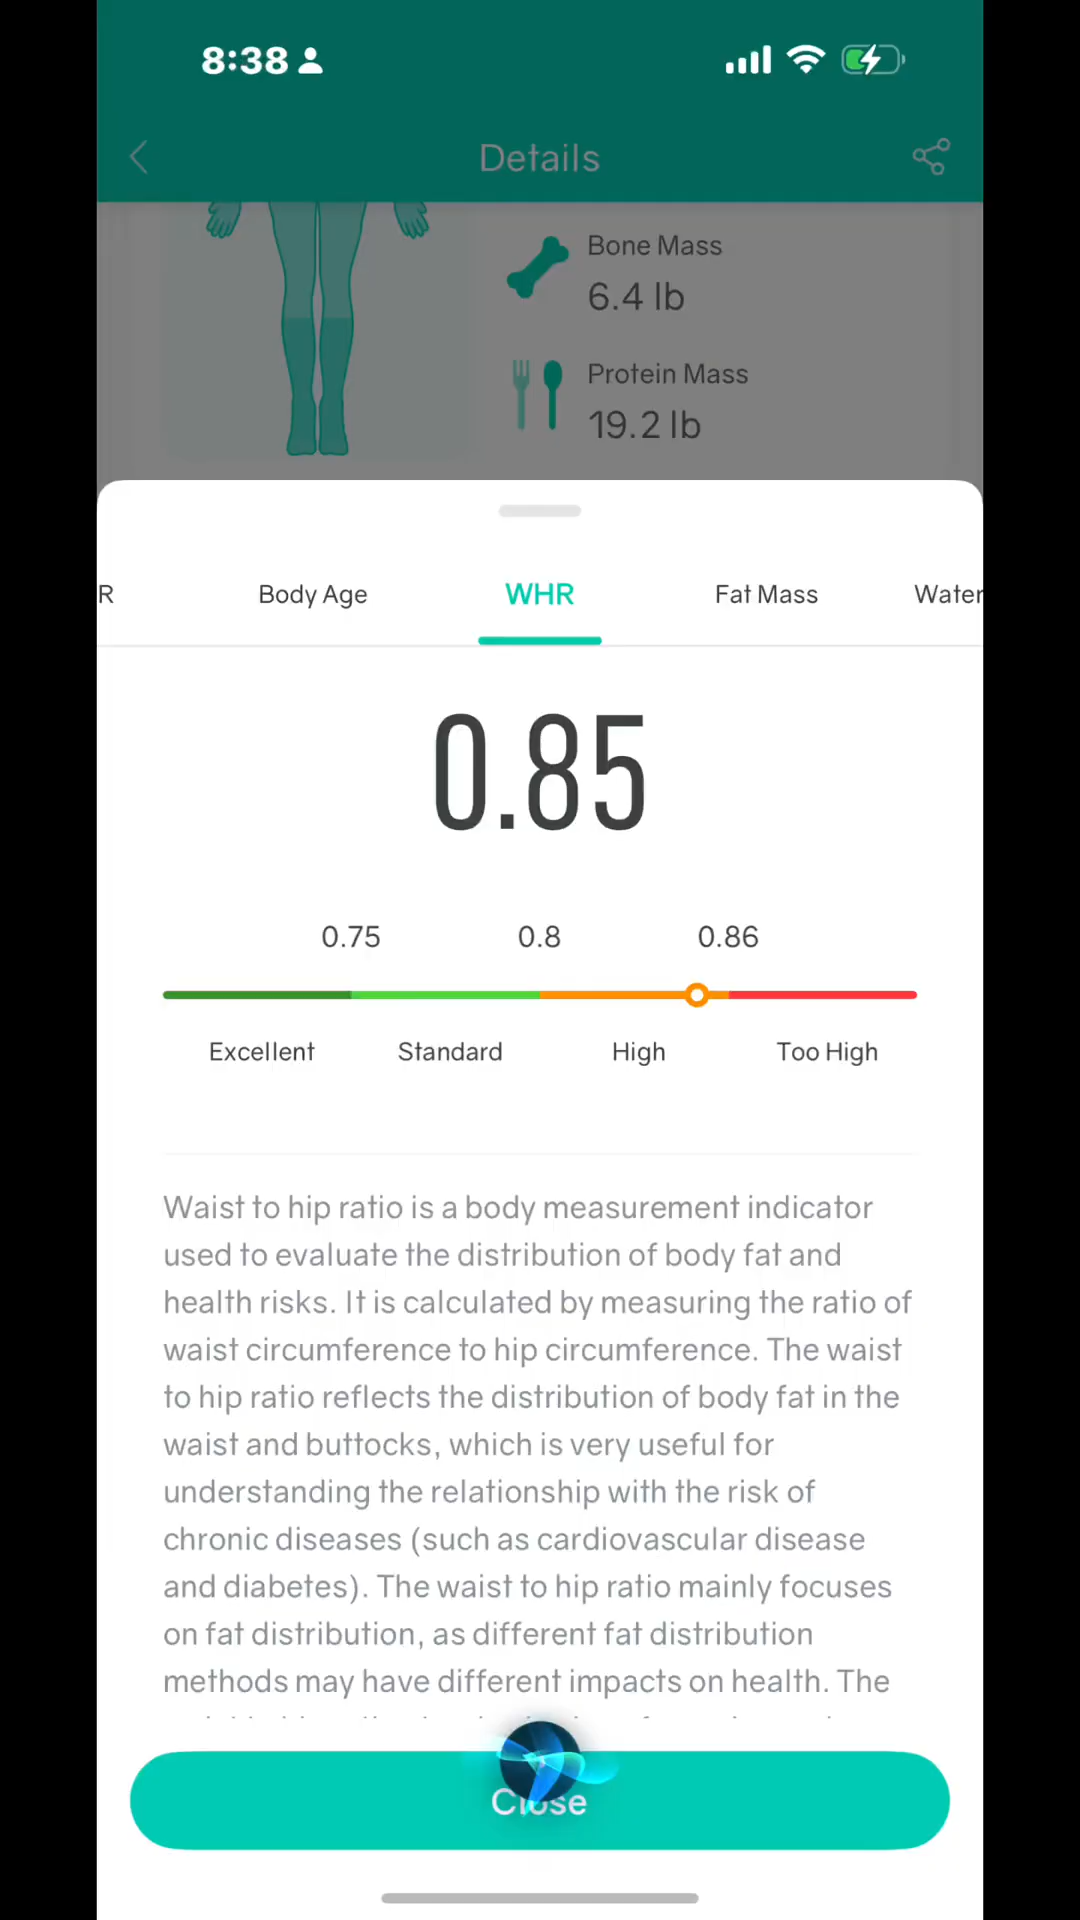 8:38
Details
Bone Mass
6.4 lb
Protein Mass
19.2 lb
R Body Age WHR Fat Mass Water
0.85
0.75 0.8 0.86
Excellent Standard High Too High
Waist to hip ratio is a body measurement indicator
used to evaluate the distribution of body fat and
health risks. It is calculated by measuring the ratio of
waist circumference to hip circumference. The waist
to hip ratio reflects the distribution of body fat in the
waist and buttocks, which is very useful for
understanding the relationship with the risk of
chronic diseases (such as cardiovascular disease
and diabetes). The waist to hip ratio mainly focuses
on fat distribution, as different fat distribution
methods may have different impacts on health. The
Close